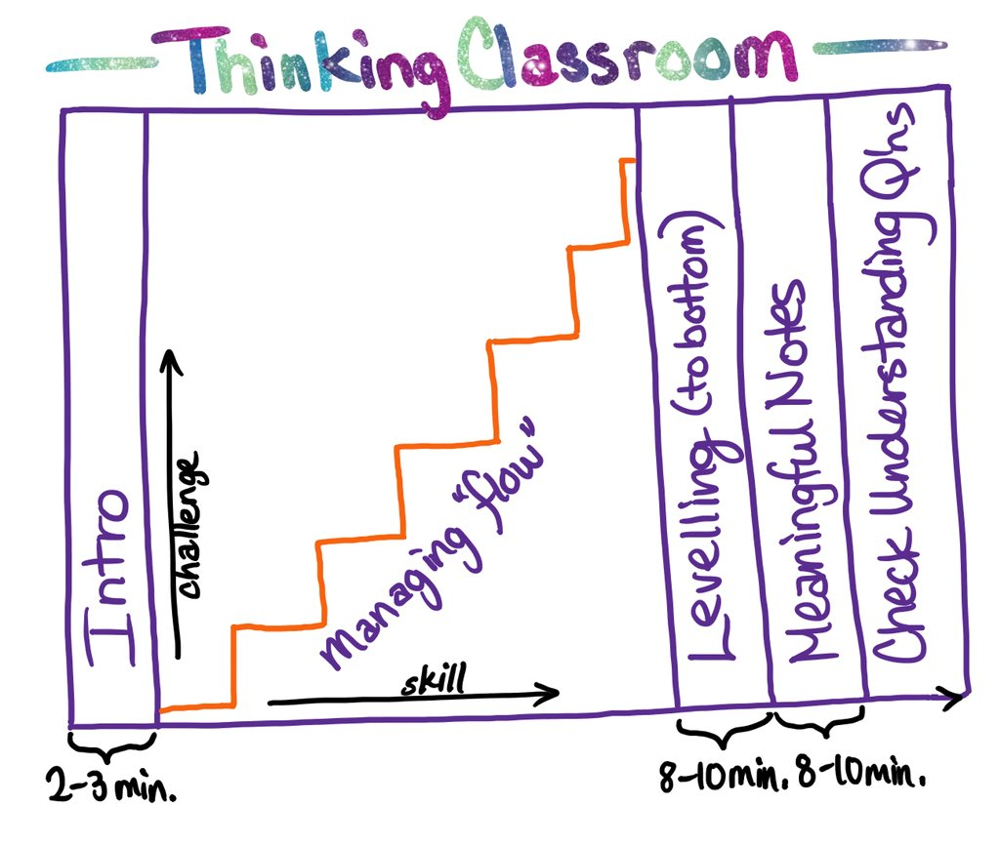 Thinking Classroom
Intro
challenge
skill
Managing "flow"
Levelling (to bottom)
Meaningful Notes
Check Understanding Qhs
2-3 min.
8-10 min.
8-10 min.